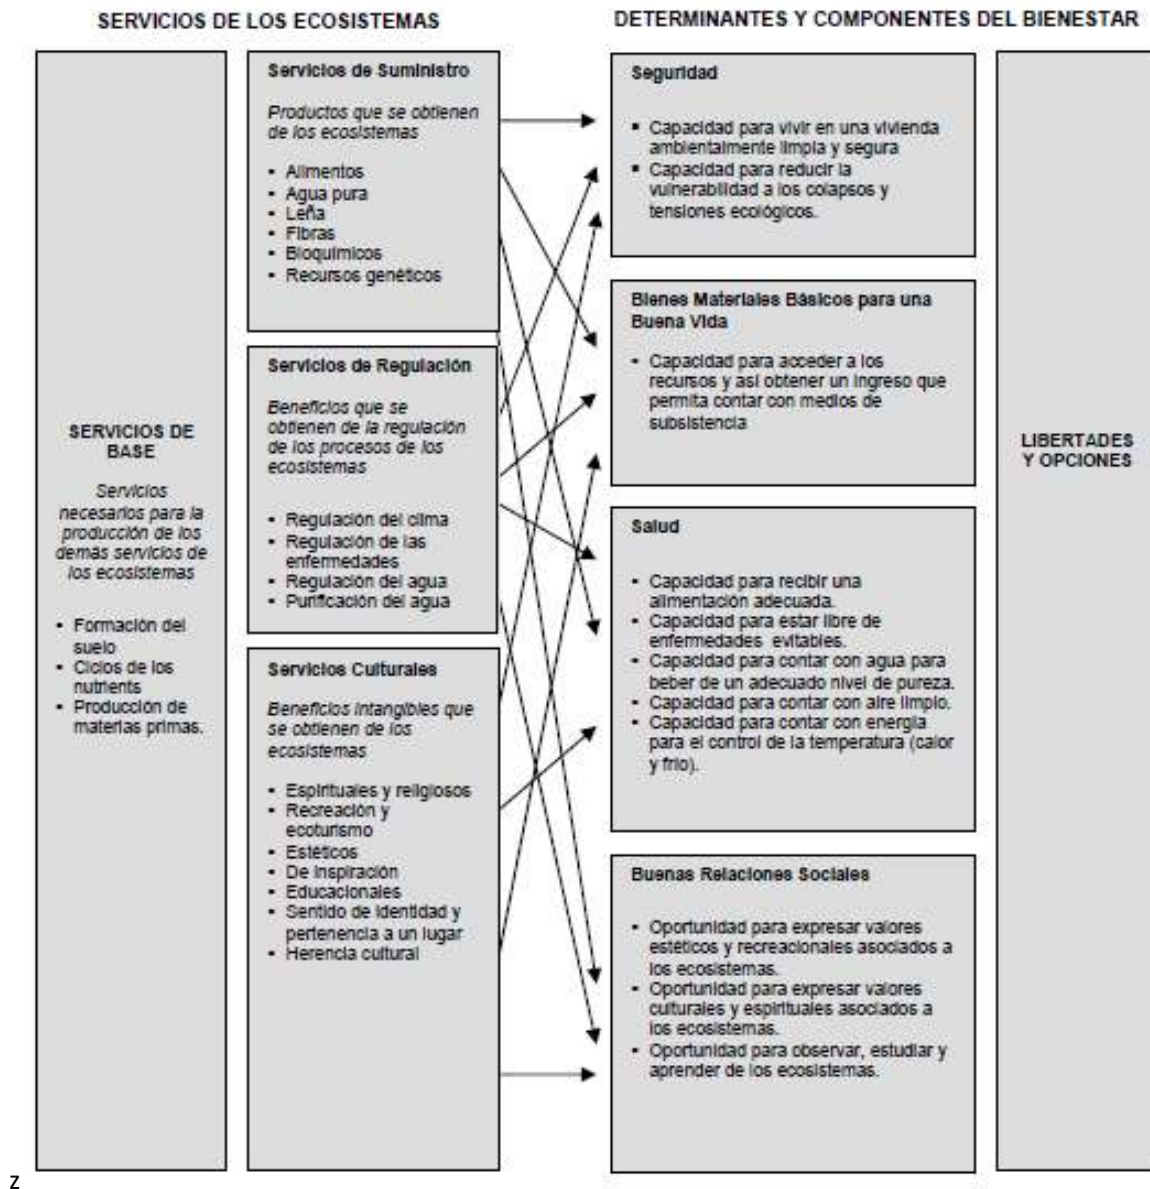 SERVICIOS DE LOS ECOSISTEMAS
DETERMINANTES Y COMPONENTES DEL BIENESTAR
SERVICIOS DE
BASE
Servicios
necesarios para la
producción de los
demás servicios de
los ecosistemas
▪ Formación del
suelo
▪ Ciclos de los
nutrients
▪ Producción de
materias primas.
Servicios de Suministro
Productos que se obtienen
de los ecosistemas
▪ Alimentos
▪ Agua pura
▪ Leña
▪ Fibras
▪ Bioquímicos
▪ Recursos genéticos
Servicios de Regulación
Beneficios que se
obtienen de la regulación
de los procesos de los
ecosistemas
▪ Regulación del clima
▪ Regulación de las
enfermedades
▪ Regulación del agua
▪ Purificación del agua
Servicios Culturales
Beneficios intangibles que
se obtienen de los
ecosistemas
▪ Espirituales y religiosos
▪ Recreación y
ecoturismo
▪ Estéticos
▪ De inspiración
▪ Educacionales
▪ Sentido de identidad y
pertenencia a un lugar
▪ Herencia cultural
Seguridad
▪ Capacidad para vivir en una vivienda
ambientalmente limpia y segura
▪ Capacidad para reducir la
vulnerabilidad a los colapsos y
tensiones ecológicos.
Bienes Materiales Básicos para una
Buena Vida
▪ Capacidad para acceder a los
recursos y así obtener un ingreso que
permita contar con medios de
subsistencia
Salud
▪ Capacidad para recibir una
alimentación adecuada.
▪ Capacidad para estar libre de
enfermedades evitables.
▪ Capacidad para contar con agua para
beber de un adecuado nivel de pureza.
▪ Capacidad para contar con aire limpio.
▪ Capacidad para contar con energía
para el control de la temperatura (calor
y frío).
Buenas Relaciones Sociales
▪ Oportunidad para expresar valores
estéticos y recreacionales asociados a
los ecosistemas.
▪ Oportunidad para expresar valores
culturales y espirituales asociados a
los ecosistemas.
▪ Oportunidad para observar, estudiar y
aprender de los ecosistemas.
LIBERTADES
Y OPCIONES
z